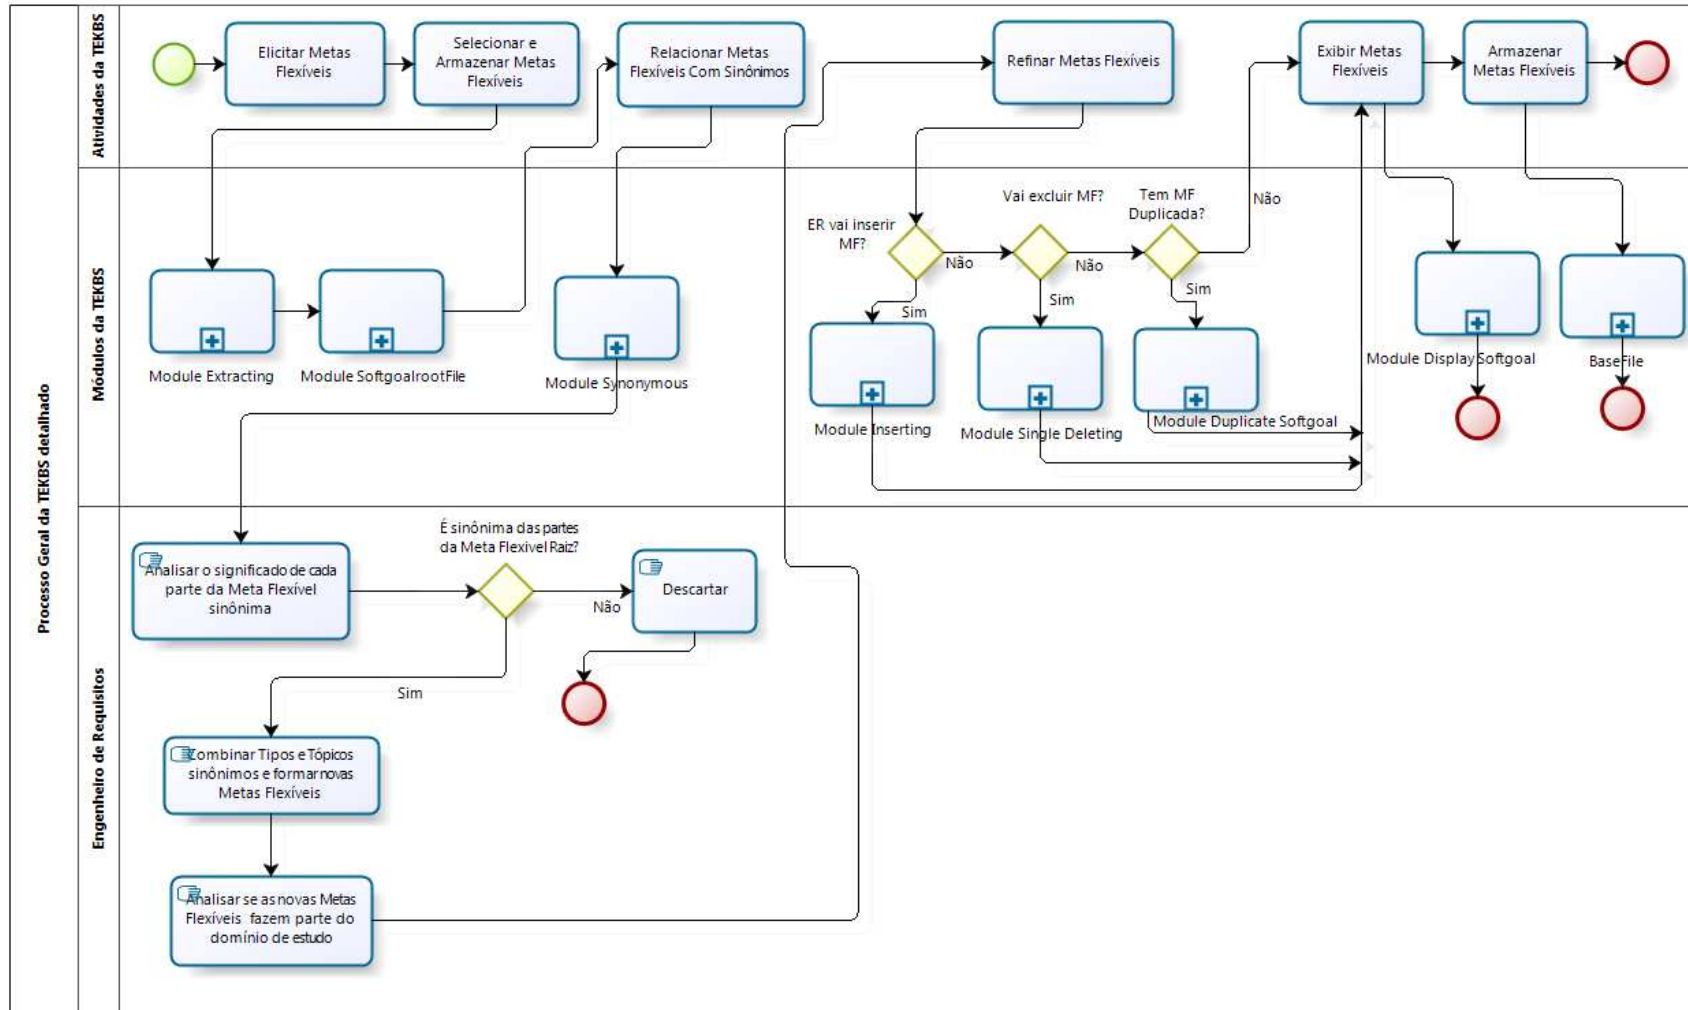 Processo Geral da TEKBS detalhado
Atividades da TEKBS
Elicitar Metas
Flexíveis
Selecionar e
Armazenar Metas
Flexíveis
Relacionar Metas
Flexíveis Com Sinônimos
Refinar Metas Flexíveis
Exibir Metas
Flexíveis
Armazenar
Metas Flexíveis
Módulos da TEKBS
Module Extracting
Module SoftgoalrootFile
Module Synonymous
ER vai inserir
MF?
Não
Sim
Vai excluir MF?
Não
Sim
Tem MF
Duplicada?
Não
Sim
Module Inserting
Module Single Deleting
Module Duplicate Softgoal
Module Display Softgoal
BaseFile
Engenheiro de Requisitos
Analisar o significado de cada
parte da Meta Flexível
sinônima
É sinônima das partes
da Meta Flexivel Raiz?
Não
Descartar
Sim
Combinar Tipos e Tópicos
sinônimos e formar novas
Metas Flexíveis
Analisar se as novas Metas
Flexíveis fazem parte do
domínio de estudo